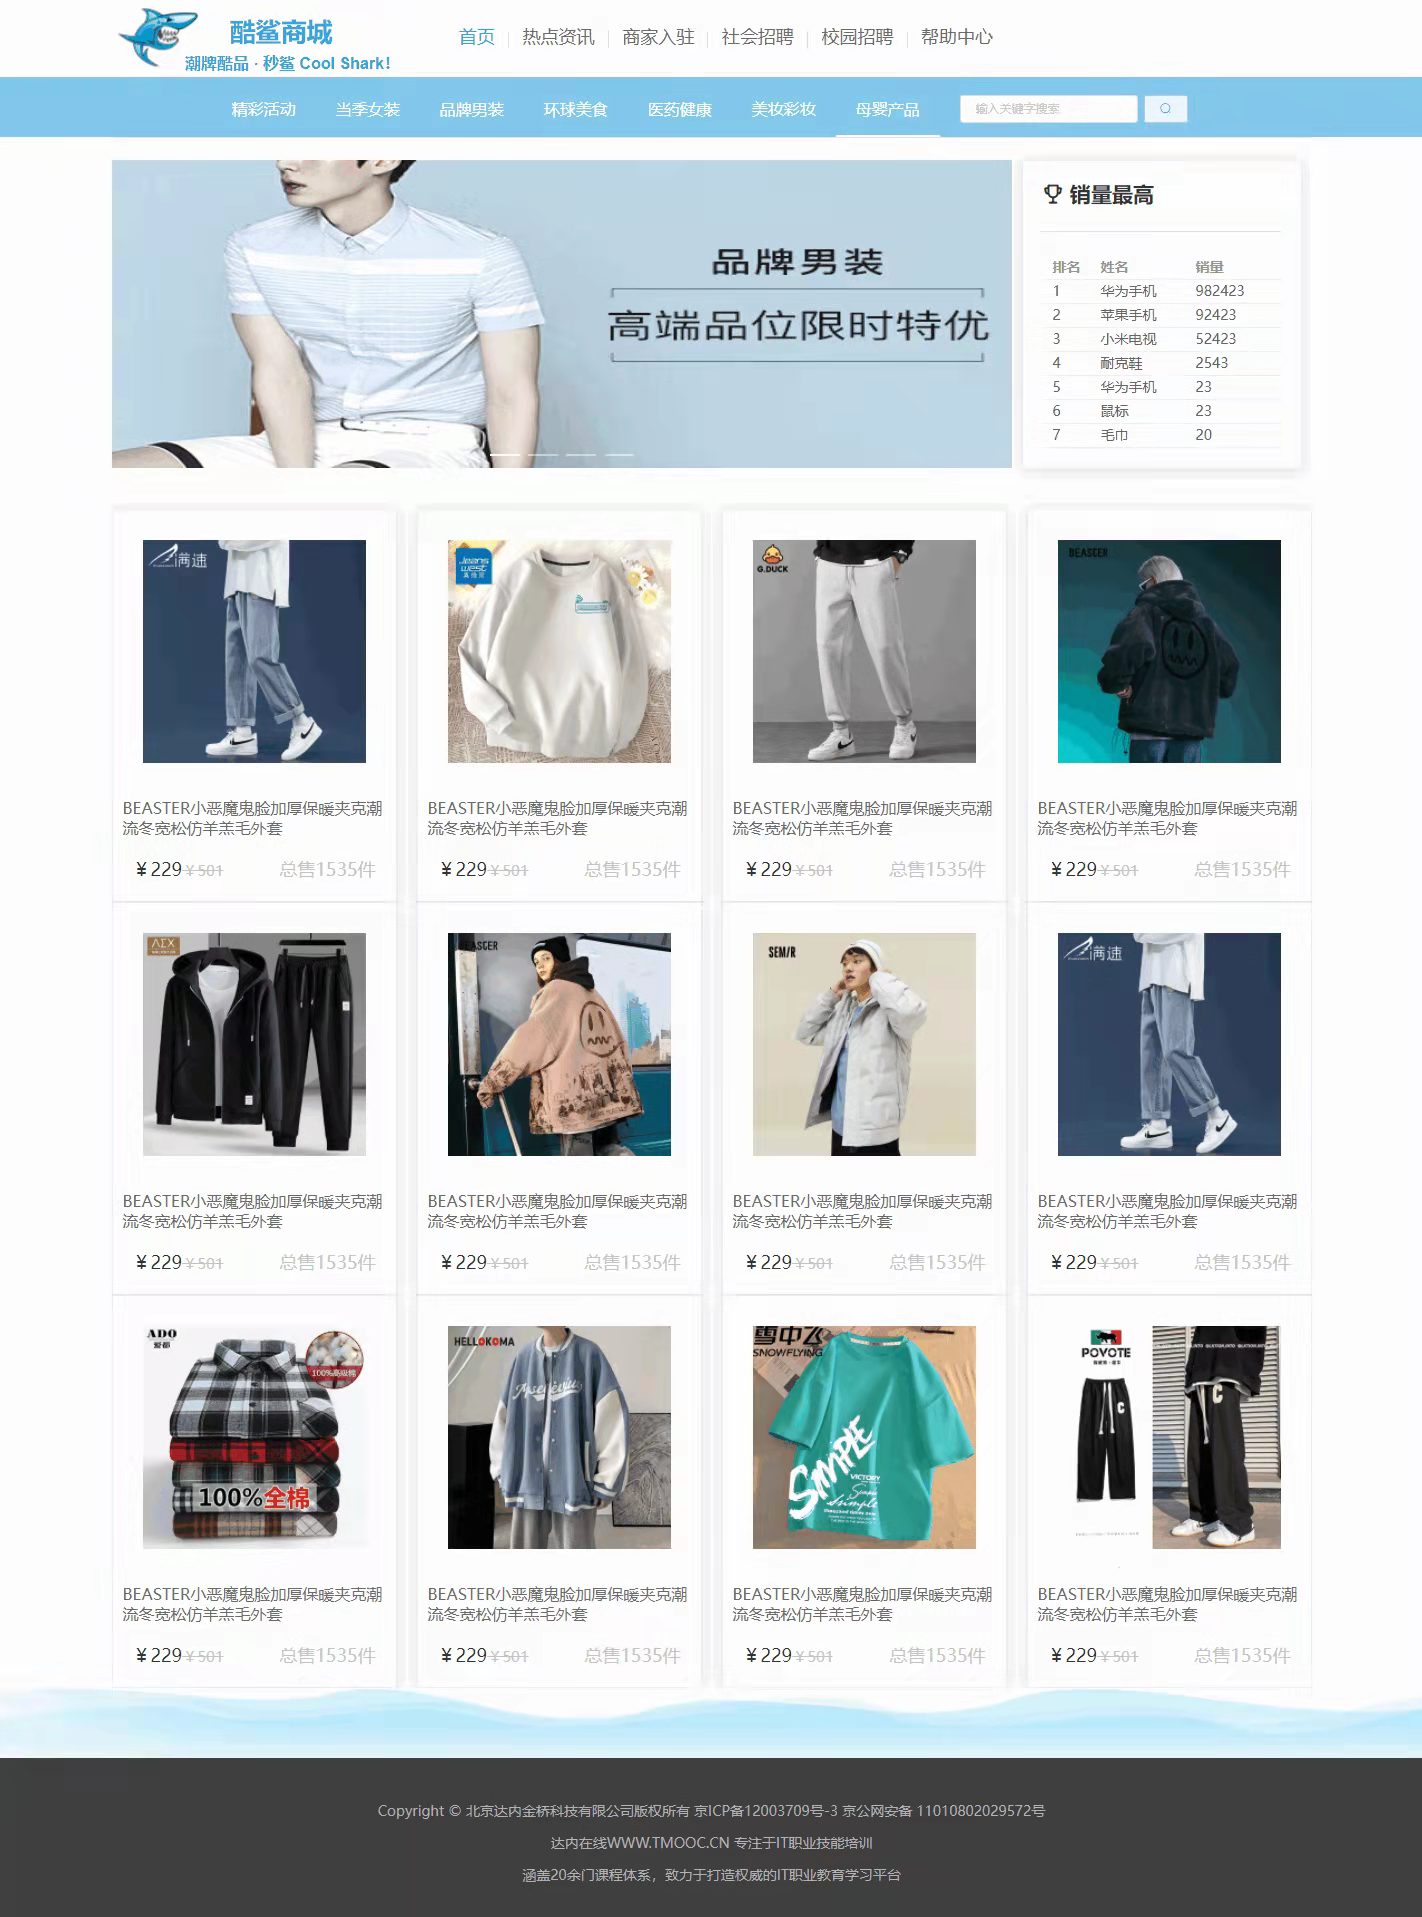 酷鲨商城
潮牌酷品 · 秒鲨 Cool Shark!
首页 热点资讯 商家入驻 社会招聘 校园招聘 帮助中心
精彩活动 当季女装 品牌男装 环球美食 医药健康 美妆彩妆 母婴产品 输入关键字搜索
品牌男装
高端品位限时特优
销量最高
排名 姓名 销量
1 华为手机 982423
2 苹果手机 92423
3 小米电视 52423
4 耐克鞋 2543
5 华为手机 23
6 鼠标 23
7 毛巾 20
满速
Jeans
west
真维斯
G.DUCK
BEASTER
BEASTER小恶魔鬼脸加厚保暖夹克潮
流冬宽松仿羊羔毛外套
¥ 229 ¥ 501 总售1535件
BEASTER小恶魔鬼脸加厚保暖夹克潮
流冬宽松仿羊羔毛外套
¥ 229 ¥ 501 总售1535件
BEASTER小恶魔鬼脸加厚保暖夹克潮
流冬宽松仿羊羔毛外套
¥ 229 ¥ 501 总售1535件
BEASTER小恶魔鬼脸加厚保暖夹克潮
流冬宽松仿羊羔毛外套
¥ 229 ¥ 501 总售1535件
AEX
BEASTER
SEM/R
满速
BEASTER小恶魔鬼脸加厚保暖夹克潮
流冬宽松仿羊羔毛外套
¥ 229 ¥ 501 总售1535件
BEASTER小恶魔鬼脸加厚保暖夹克潮
流冬宽松仿羊羔毛外套
¥ 229 ¥ 501 总售1535件
BEASTER小恶魔鬼脸加厚保暖夹克潮
流冬宽松仿羊羔毛外套
¥ 229 ¥ 501 总售1535件
BEASTER小恶魔鬼脸加厚保暖夹克潮
流冬宽松仿羊羔毛外套
¥ 229 ¥ 501 总售1535件
ADO
爱都
100%高级棉
100%全棉
HELLOKOMA
雪中飞
SNOWFLYING
SIMPLE
VICTORY
Simple
Simple
POVOTE
C
C
BEASTER小恶魔鬼脸加厚保暖夹克潮
流冬宽松仿羊羔毛外套
¥ 229 ¥ 501 总售1535件
BEASTER小恶魔鬼脸加厚保暖夹克潮
流冬宽松仿羊羔毛外套
¥ 229 ¥ 501 总售1535件
BEASTER小恶魔鬼脸加厚保暖夹克潮
流冬宽松仿羊羔毛外套
¥ 229 ¥ 501 总售1535件
BEASTER小恶魔鬼脸加厚保暖夹克潮
流冬宽松仿羊羔毛外套
¥ 229 ¥ 501 总售1535件
Copyright © 北京达内金桥科技有限公司版权所有 京ICP备12003709号-3 京公网安备 11010802029572号
达内在线WWW.TMOOC.CN 专注于IT职业技能培训
涵盖20余门课程体系，致力于打造权威的IT职业教育学习平台